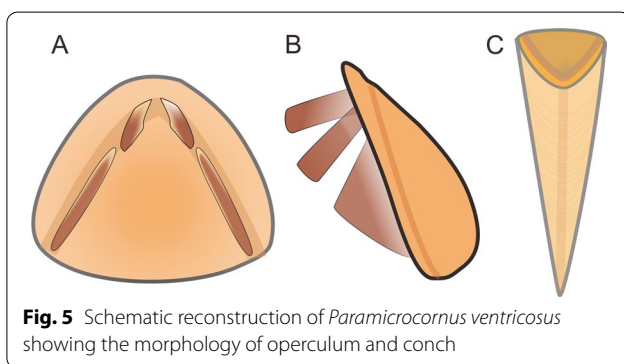 A
B
C
Fig. 5 Schematic reconstruction of Paramicrocornus ventricosus
showing the morphology of operculum and conch